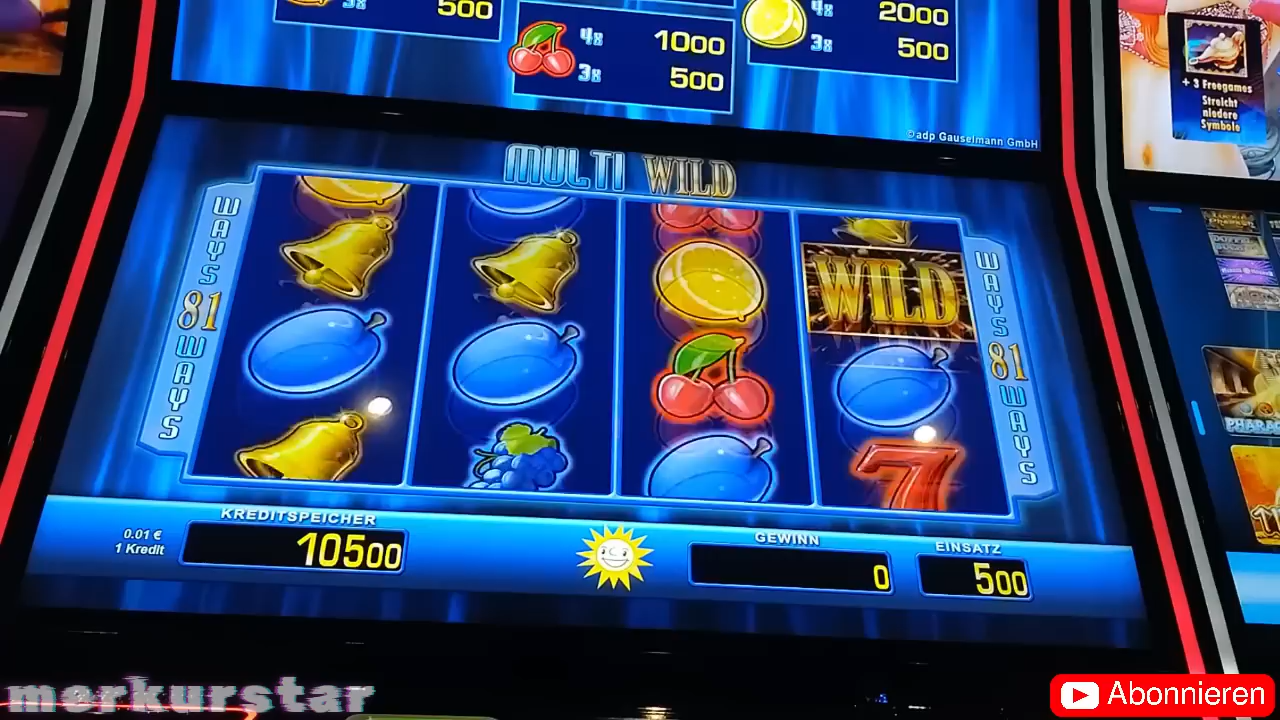 3x 500
4x 1000
3x 500
4x 2000
3x 500
+ 3 Freegames
Streicht
niedere
Symbole
©adp Gauselmann GmbH
MULTI WILD
WAYS 81 WAYS
WILD
WAYS 81 WAYS
7
KREDITSPEICHER
0.01 €
1 Kredit
10500
GEWINN
0
EINSATZ
500
merkurstar
Abonnieren